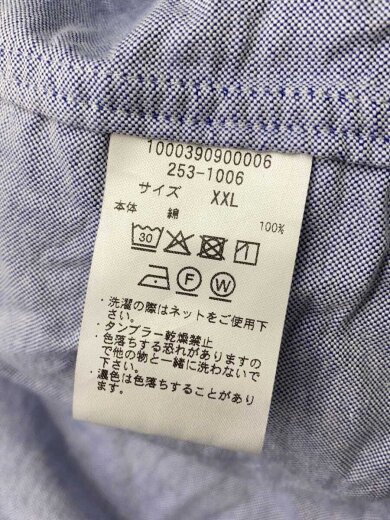 1000390900006
253-1006
サイズ XXL
本体 綿 100%
30
F W
・洗濯の際はネットをご使用下
さい。
・タンブラー乾燥禁止
・色落ちする恐れがありますの
で他の物と一緒に洗わないで
下さい。
・濃色は色落ちすることがあり
ます。